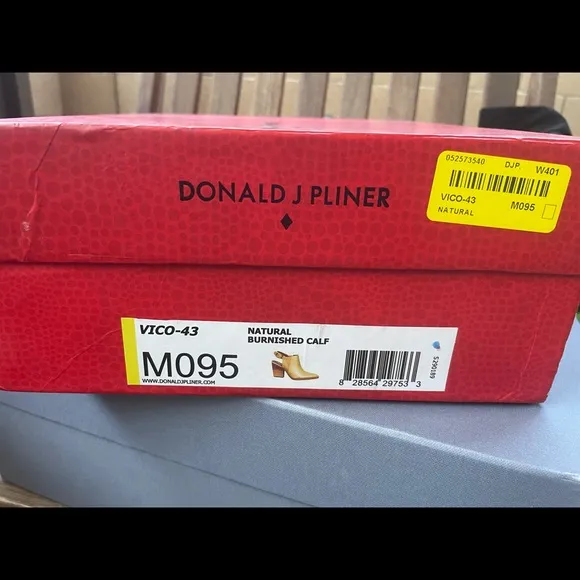 052573540 DJP W401
VICO-43 M095
NATURAL
DONALD J PLINER
VICO-43
NATURAL
BURNISHED CALF
M095
WWW.DONALDJPLINER.COM
8 28564 29753 3
5290189